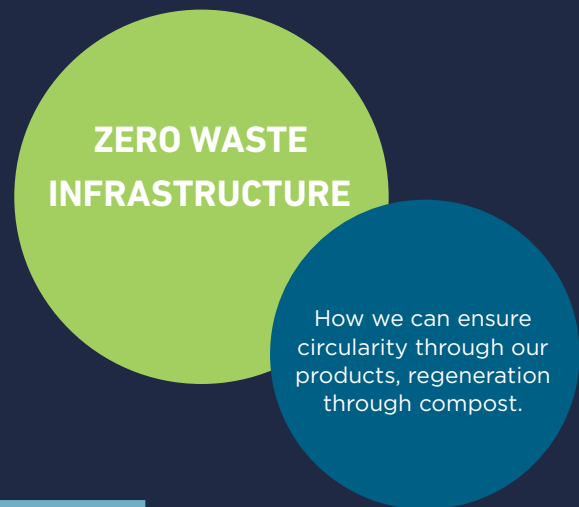 ZERO WASTE
INFRASTRUCTURE
How we can ensure
circularity through our
products, regeneration
through compost.